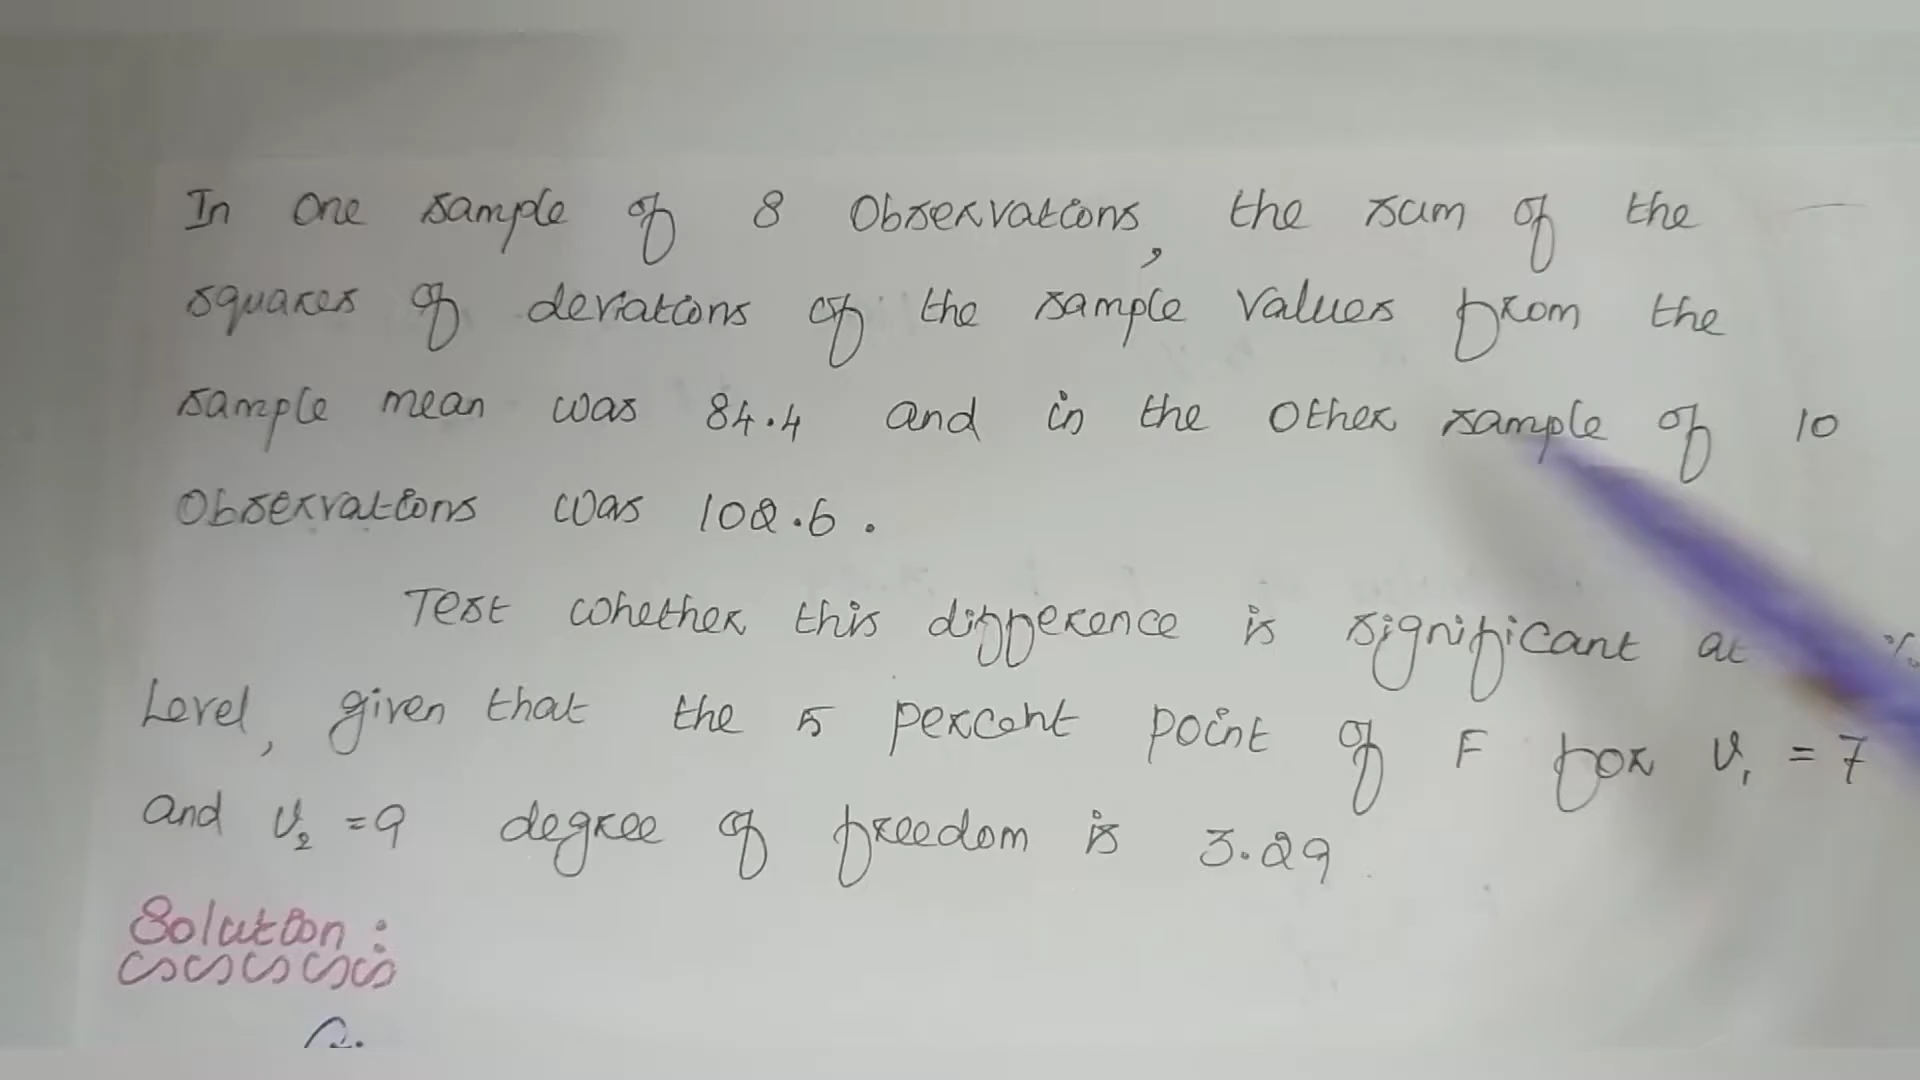 In one sample of 8 Observations, the sum of the
squares of deviations of the sample values from the
sample mean was 84.4 and in the other sample of 10
Observations was 102.6.
Test whether this difference is significant at %
Level, given that the 5 percent point of F for v₁ = 7
and v₂ = 9 degree of freedom is 3.29
Solution :